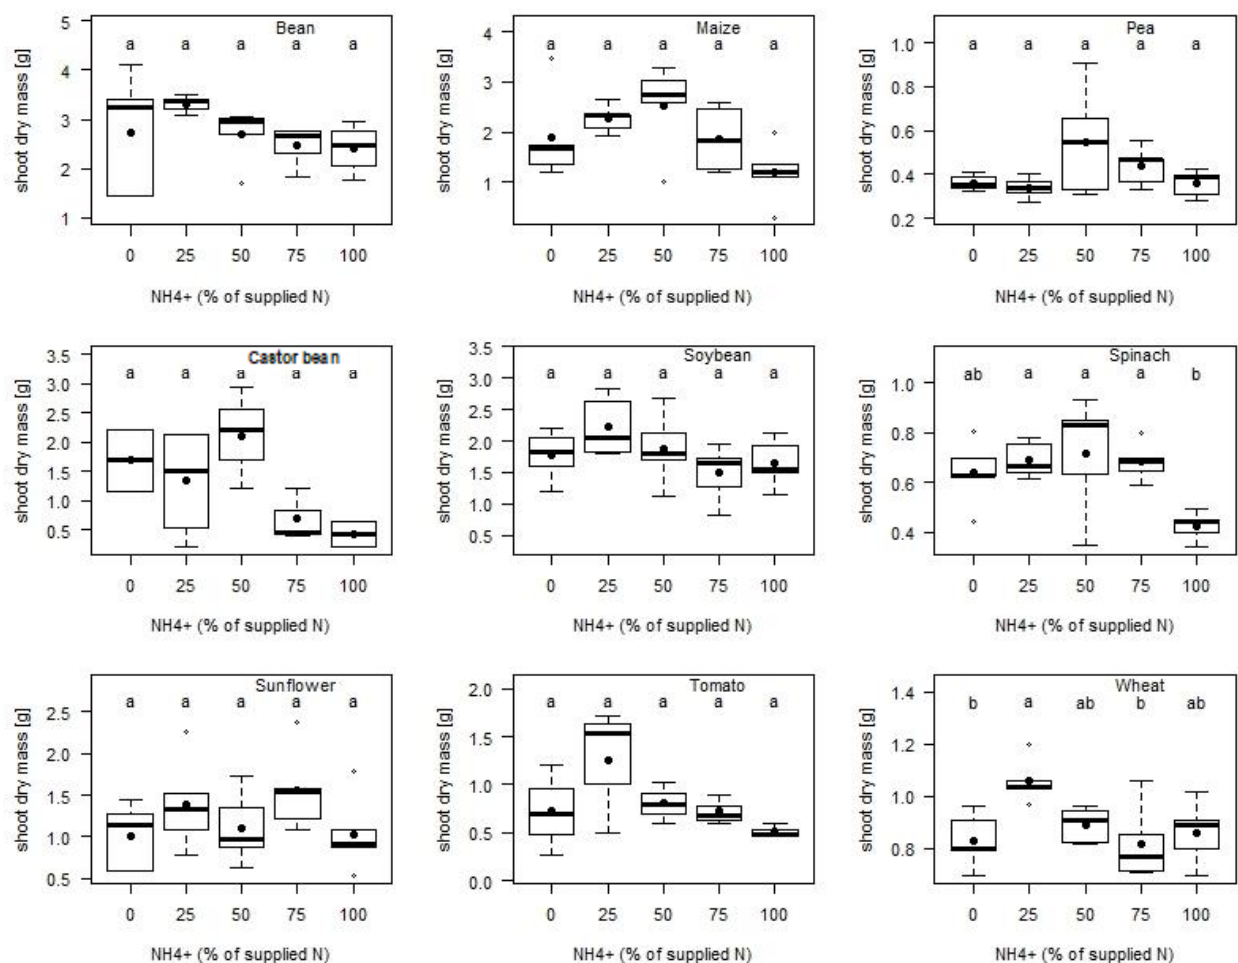 Bean
a a a a a
shoot dry mass [g]
5
4
3
2
1
0 25 50 75 100
NH4+ (% of supplied N)
Maize
a a a a a
shoot dry mass [g]
4
3
2
1
0 25 50 75 100
NH4+ (% of supplied N)
Pea
a a a a a
shoot dry mass [g]
1.0
0.8
0.6
0.4
0.2
0 25 50 75 100
NH4+ (% of supplied N)
Castor bean
a a a a a
shoot dry mass [g]
3.5
3.0
2.5
2.0
1.5
1.0
0.5
0 25 50 75 100
NH4+ (% of supplied N)
Soybean
a a a a a
shoot dry mass [g]
3.5
3.0
2.5
2.0
1.5
1.0
0.5
0 25 50 75 100
NH4+ (% of supplied N)
Spinach
ab a a a b
shoot dry mass [g]
1.0
0.8
0.6
0.4
0 25 50 75 100
NH4+ (% of supplied N)
Sunflower
a a a a a
shoot dry mass [g]
2.5
2.0
1.5
1.0
0.5
0 25 50 75 100
NH4+ (% of supplied N)
Tomato
a a a a a
shoot dry mass [g]
2.0
1.5
1.0
0.5
0.0
0 25 50 75 100
NH4+ (% of supplied N)
Wheat
b a ab b ab
shoot dry mass [g]
1.4
1.2
1.0
0.8
0 25 50 75 100
NH4+ (% of supplied N)